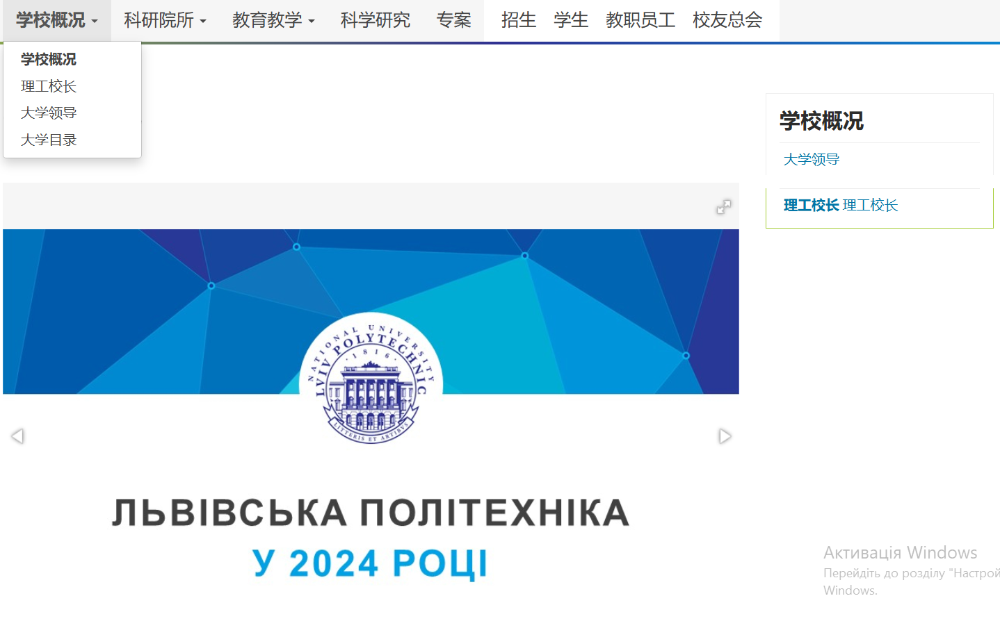 学校概况 科研院所 教育教学 科学研究 专案 招生 学生 教职员工 校友总会
学校概况
理工校长
大学领导
大学目录
学校概况
大学领导
理工校长 理工校长
NATIONAL UNIVERSITY
LVIV POLYTECHNIC
· 1816 ·
LITTERIS ET ARTIBVS
ЛЬВІВСЬКА ПОЛІТЕХНІКА
У 2024 РОЦІ
Активація Windows
Перейдіть до розділу "Настрой
Windows.